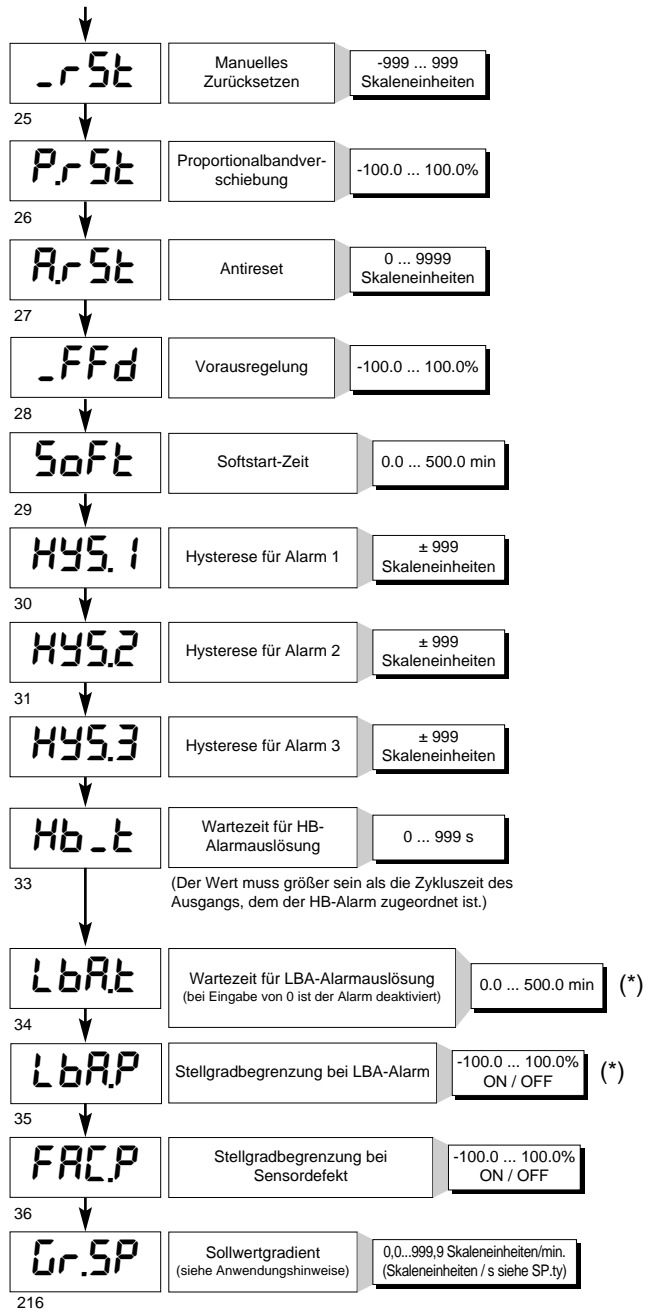 _rSt
Manuelles
Zurücksetzen
-999 ... 999
Skaleneinheiten
25
P.rSt
Proportionalbandver-
schiebung
-100.0 ... 100.0%
26
A.rSt
Antireset
0 ... 9999
Skaleneinheiten
27
_FFd
Vorausregelung
-100.0 ... 100.0%
28
SoFt
Softstart-Zeit
0.0 ... 500.0 min
29
HYS.1
Hysterese für Alarm 1
± 999
Skaleneinheiten
30
HYS.2
Hysterese für Alarm 2
± 999
Skaleneinheiten
31
HYS.3
Hysterese für Alarm 3
± 999
Skaleneinheiten
Hb_t
Wartezeit für HB-
Alarmauslösung
0 ... 999 s
33
(Der Wert muss größer sein als die Zykluszeit des
Ausgangs, dem der HB-Alarm zugeordnet ist.)
LbA.t
Wartezeit für LBA-Alarmauslösung
(bei Eingabe von 0 ist der Alarm deaktiviert)
0.0 ... 500.0 min
(*)
34
LbA.P
Stellgradbegrenzung bei LBA-Alarm
-100.0 ... 100.0%
ON / OFF
(*)
35
FAC.P
Stellgradbegrenzung bei
Sensordefekt
-100.0 ... 100.0%
ON / OFF
36
Gr.SP
Sollwertgradient
(siehe Anwendungshinweise)
0,0...999,9 Skaleneinheiten/min.
(Skaleneinheiten / s siehe SP.ty)
216